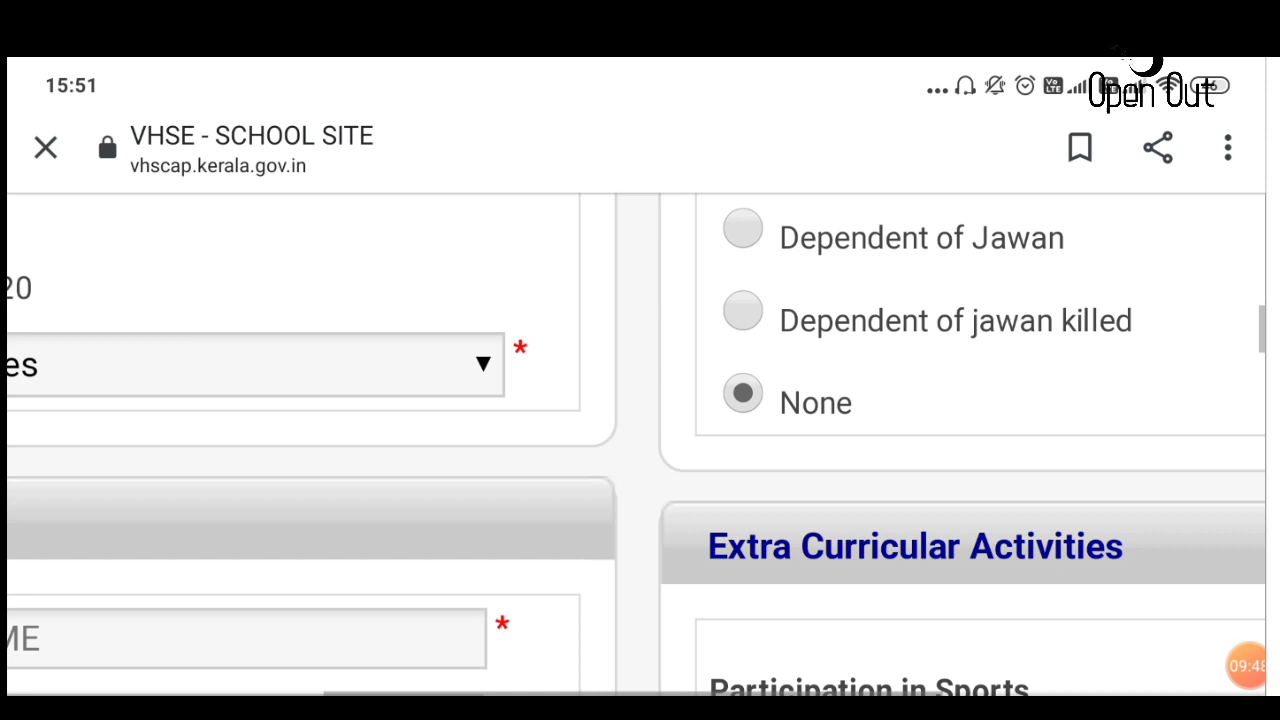 15:51
Open Out
VHSE - SCHOOL SITE
vhscap.kerala.gov.in
Dependent of Jawan
20
Dependent of jawan killed
es
*
None
Extra Curricular Activities
ME
*
09:48
Participation in Sports